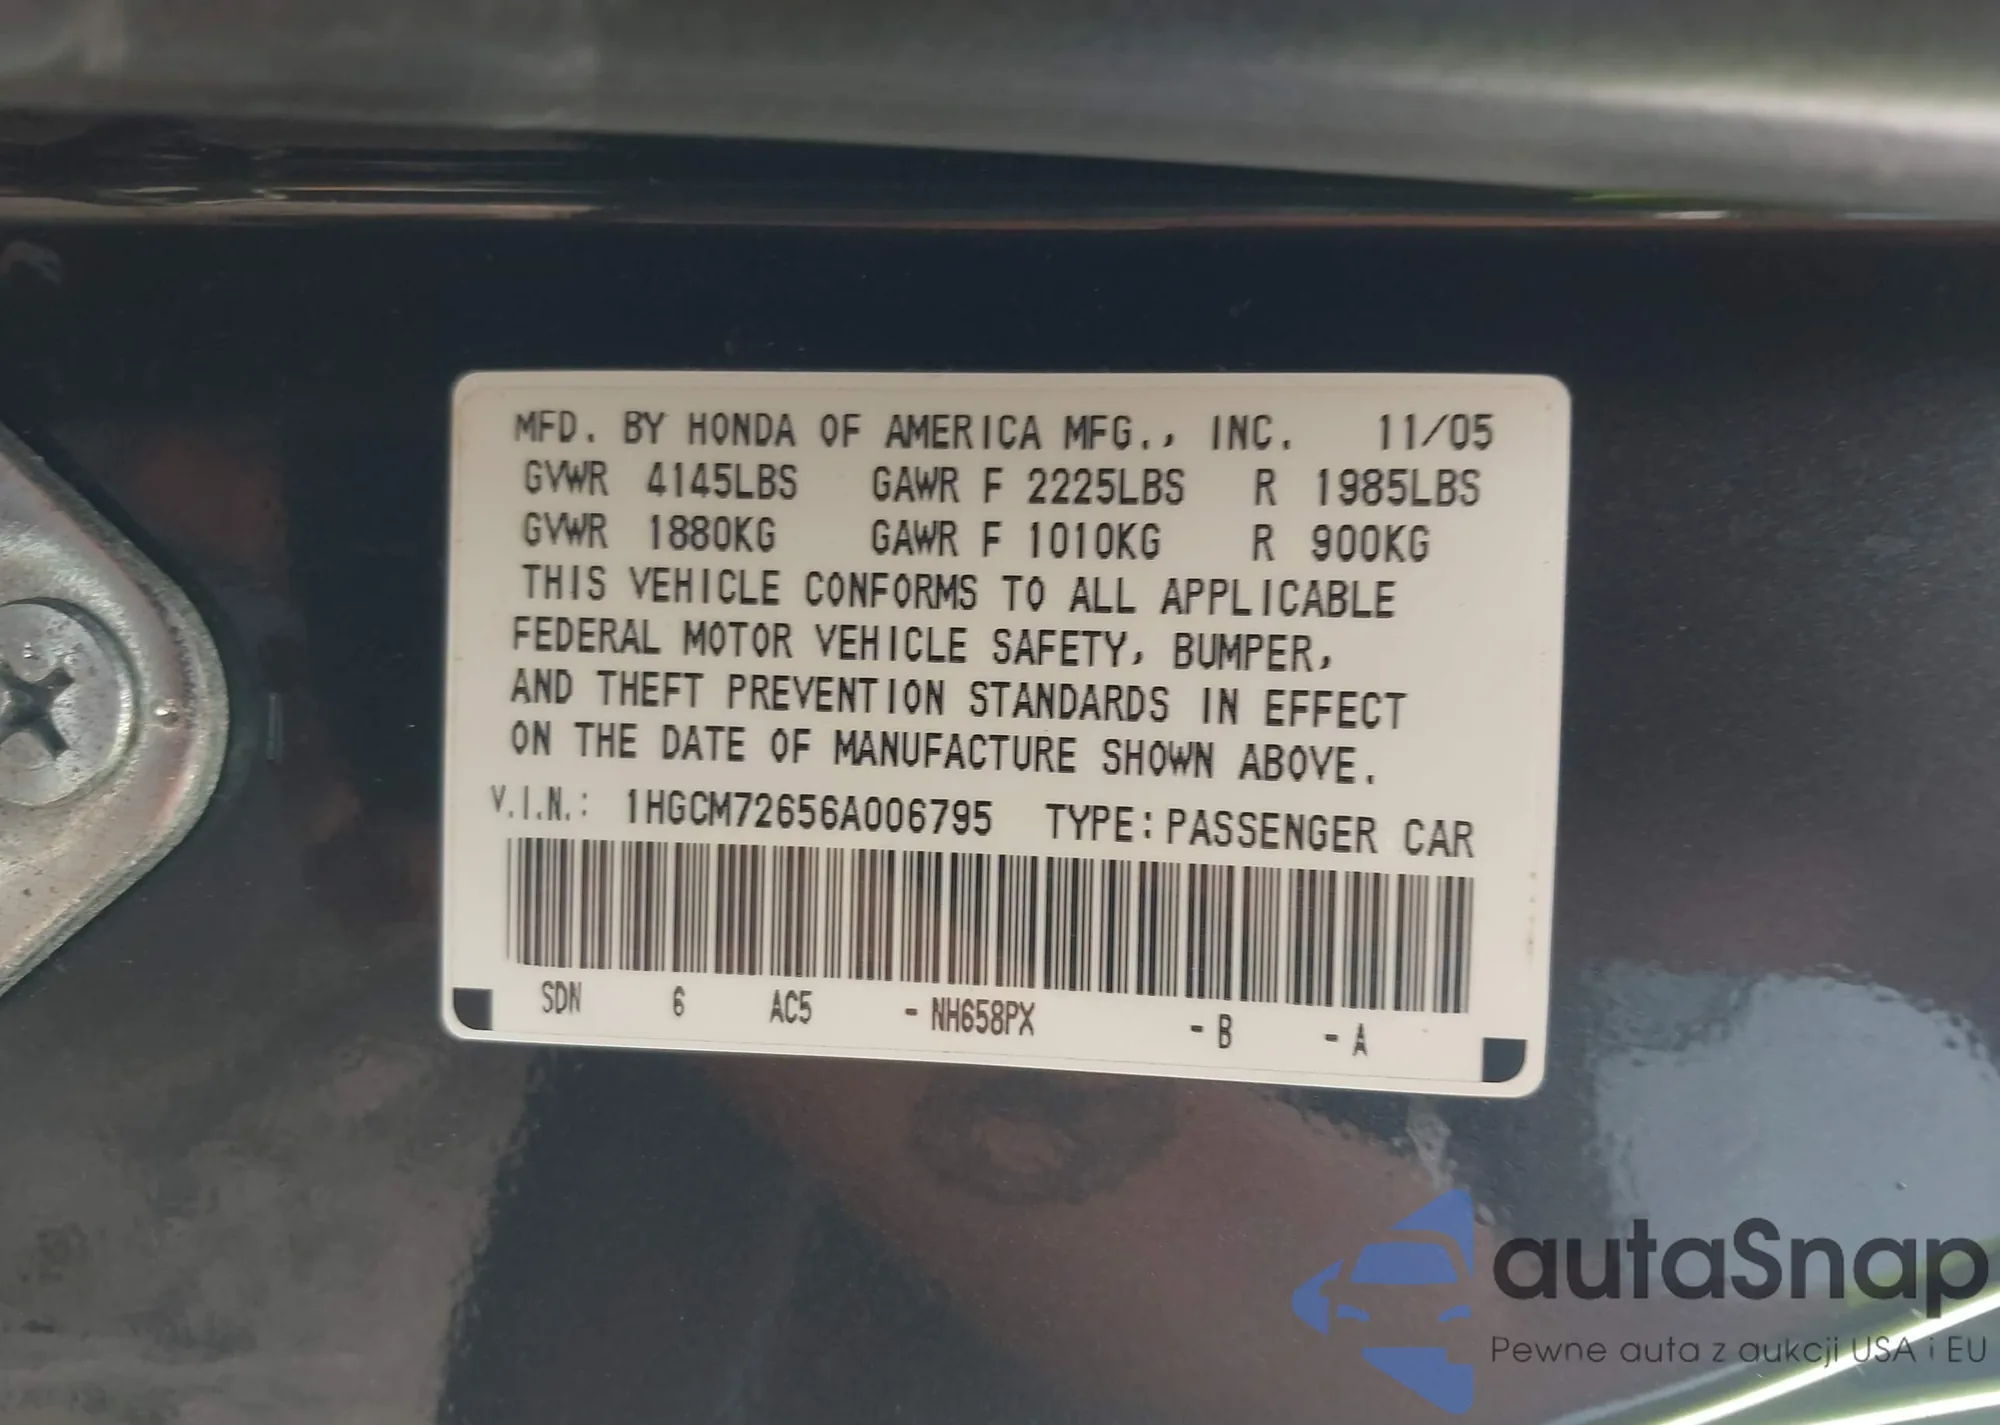 MFD. BY HONDA OF AMERICA MFG., INC. 11/05
GVWR 4145LBS GAWR F 2225LBS R 1985LBS
GVWR 1880KG GAWR F 1010KG R 900KG
THIS VEHICLE CONFORMS TO ALL APPLICABLE
FEDERAL MOTOR VEHICLE SAFETY, BUMPER,
AND THEFT PREVENTION STANDARDS IN EFFECT
ON THE DATE OF MANUFACTURE SHOWN ABOVE.
V.I.N.: 1HGCM72656A006795 TYPE:PASSENGER CAR
SDN 6 AC5 -NH658PX -B -A
autaSnap
Pewne auta z aukcji USA i EU